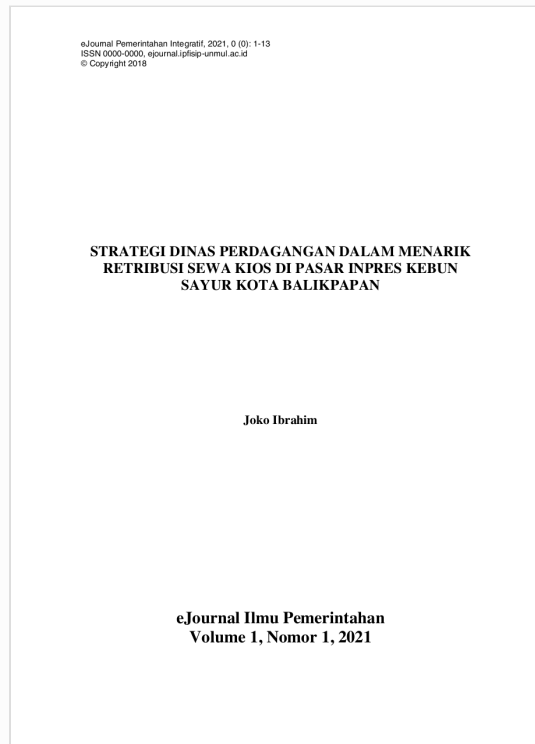 eJournal Pemerintahan Integratif, 2021, 0 (0): 1-13
ISSN 0000-0000, ejournal.ipfisip-unmul.ac.id
© Copyright 2018
STRATEGI DINAS PERDAGANGAN DALAM MENARIK
RETRIBUSI SEWA KIOS DI PASAR INPRES KEBUN
SAYUR KOTA BALIKPAPAN
Joko Ibrahim
eJournal Ilmu Pemerintahan
Volume 1, Nomor 1, 2021